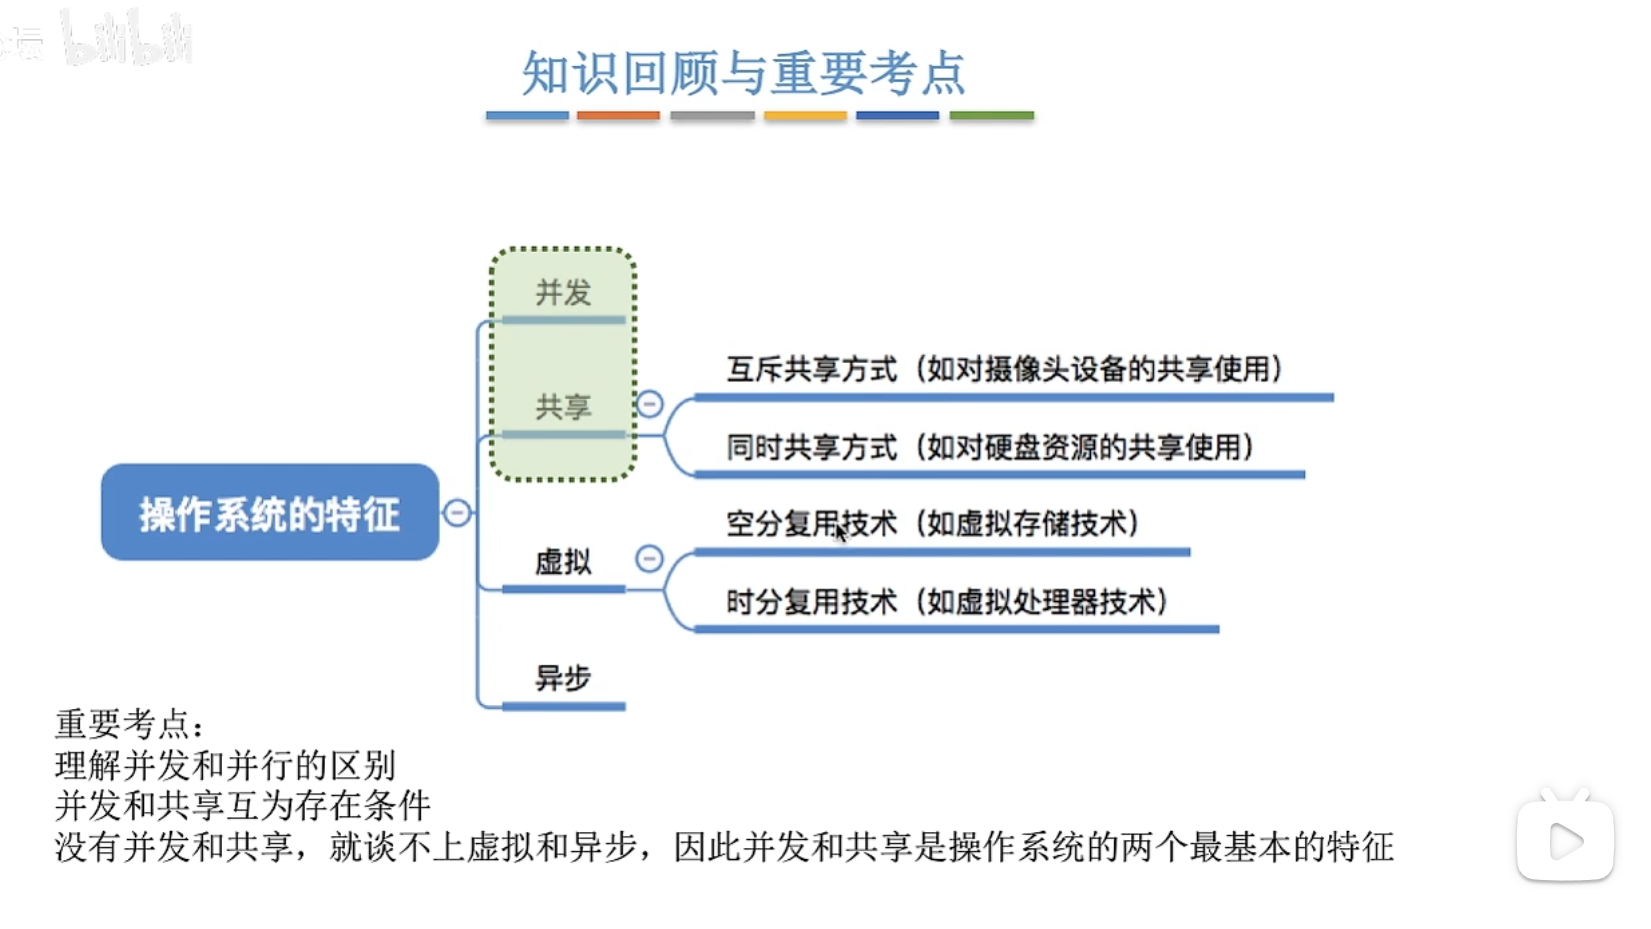 坛 bilibili
知识回顾与重要考点
并发
共享
互斥共享方式（如对摄像头设备的共享使用）
同时共享方式（如对硬盘资源的共享使用）
操作系统的特征
虚拟
空分复用技术（如虚拟存储技术）
时分复用技术（如虚拟处理器技术）
异步
重要考点：
理解并发和并行的区别
并发和共享互为存在条件
没有并发和共享，就谈不上虚拟和异步，因此并发和共享是操作系统的两个最基本的特征